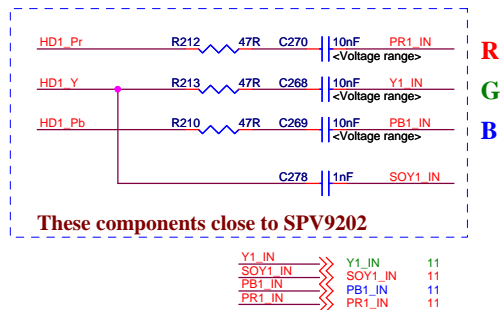 HD1_Pr R212 47R C270 10nF PR1_IN R
<Voltage range>
HD1_Y R213 47R C268 10nF Y1_IN G
<Voltage range>
HD1_Pb R210 47R C269 10nF PB1_IN B
<Voltage range>
C278 1nF SOY1_IN
These components close to SPV9202
Y1_IN Y1_IN 11
SOY1_IN SOY1_IN 11
PB1_IN PB1_IN 11
PR1_IN PR1_IN 11